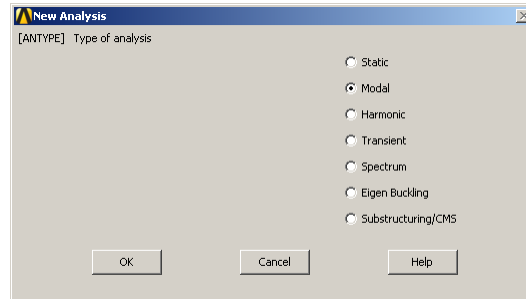 New Analysis
[ANTYPE] Type of analysis
Static
Modal
Harmonic
Transient
Spectrum
Eigen Buckling
Substructuring/CMS
OK Cancel Help